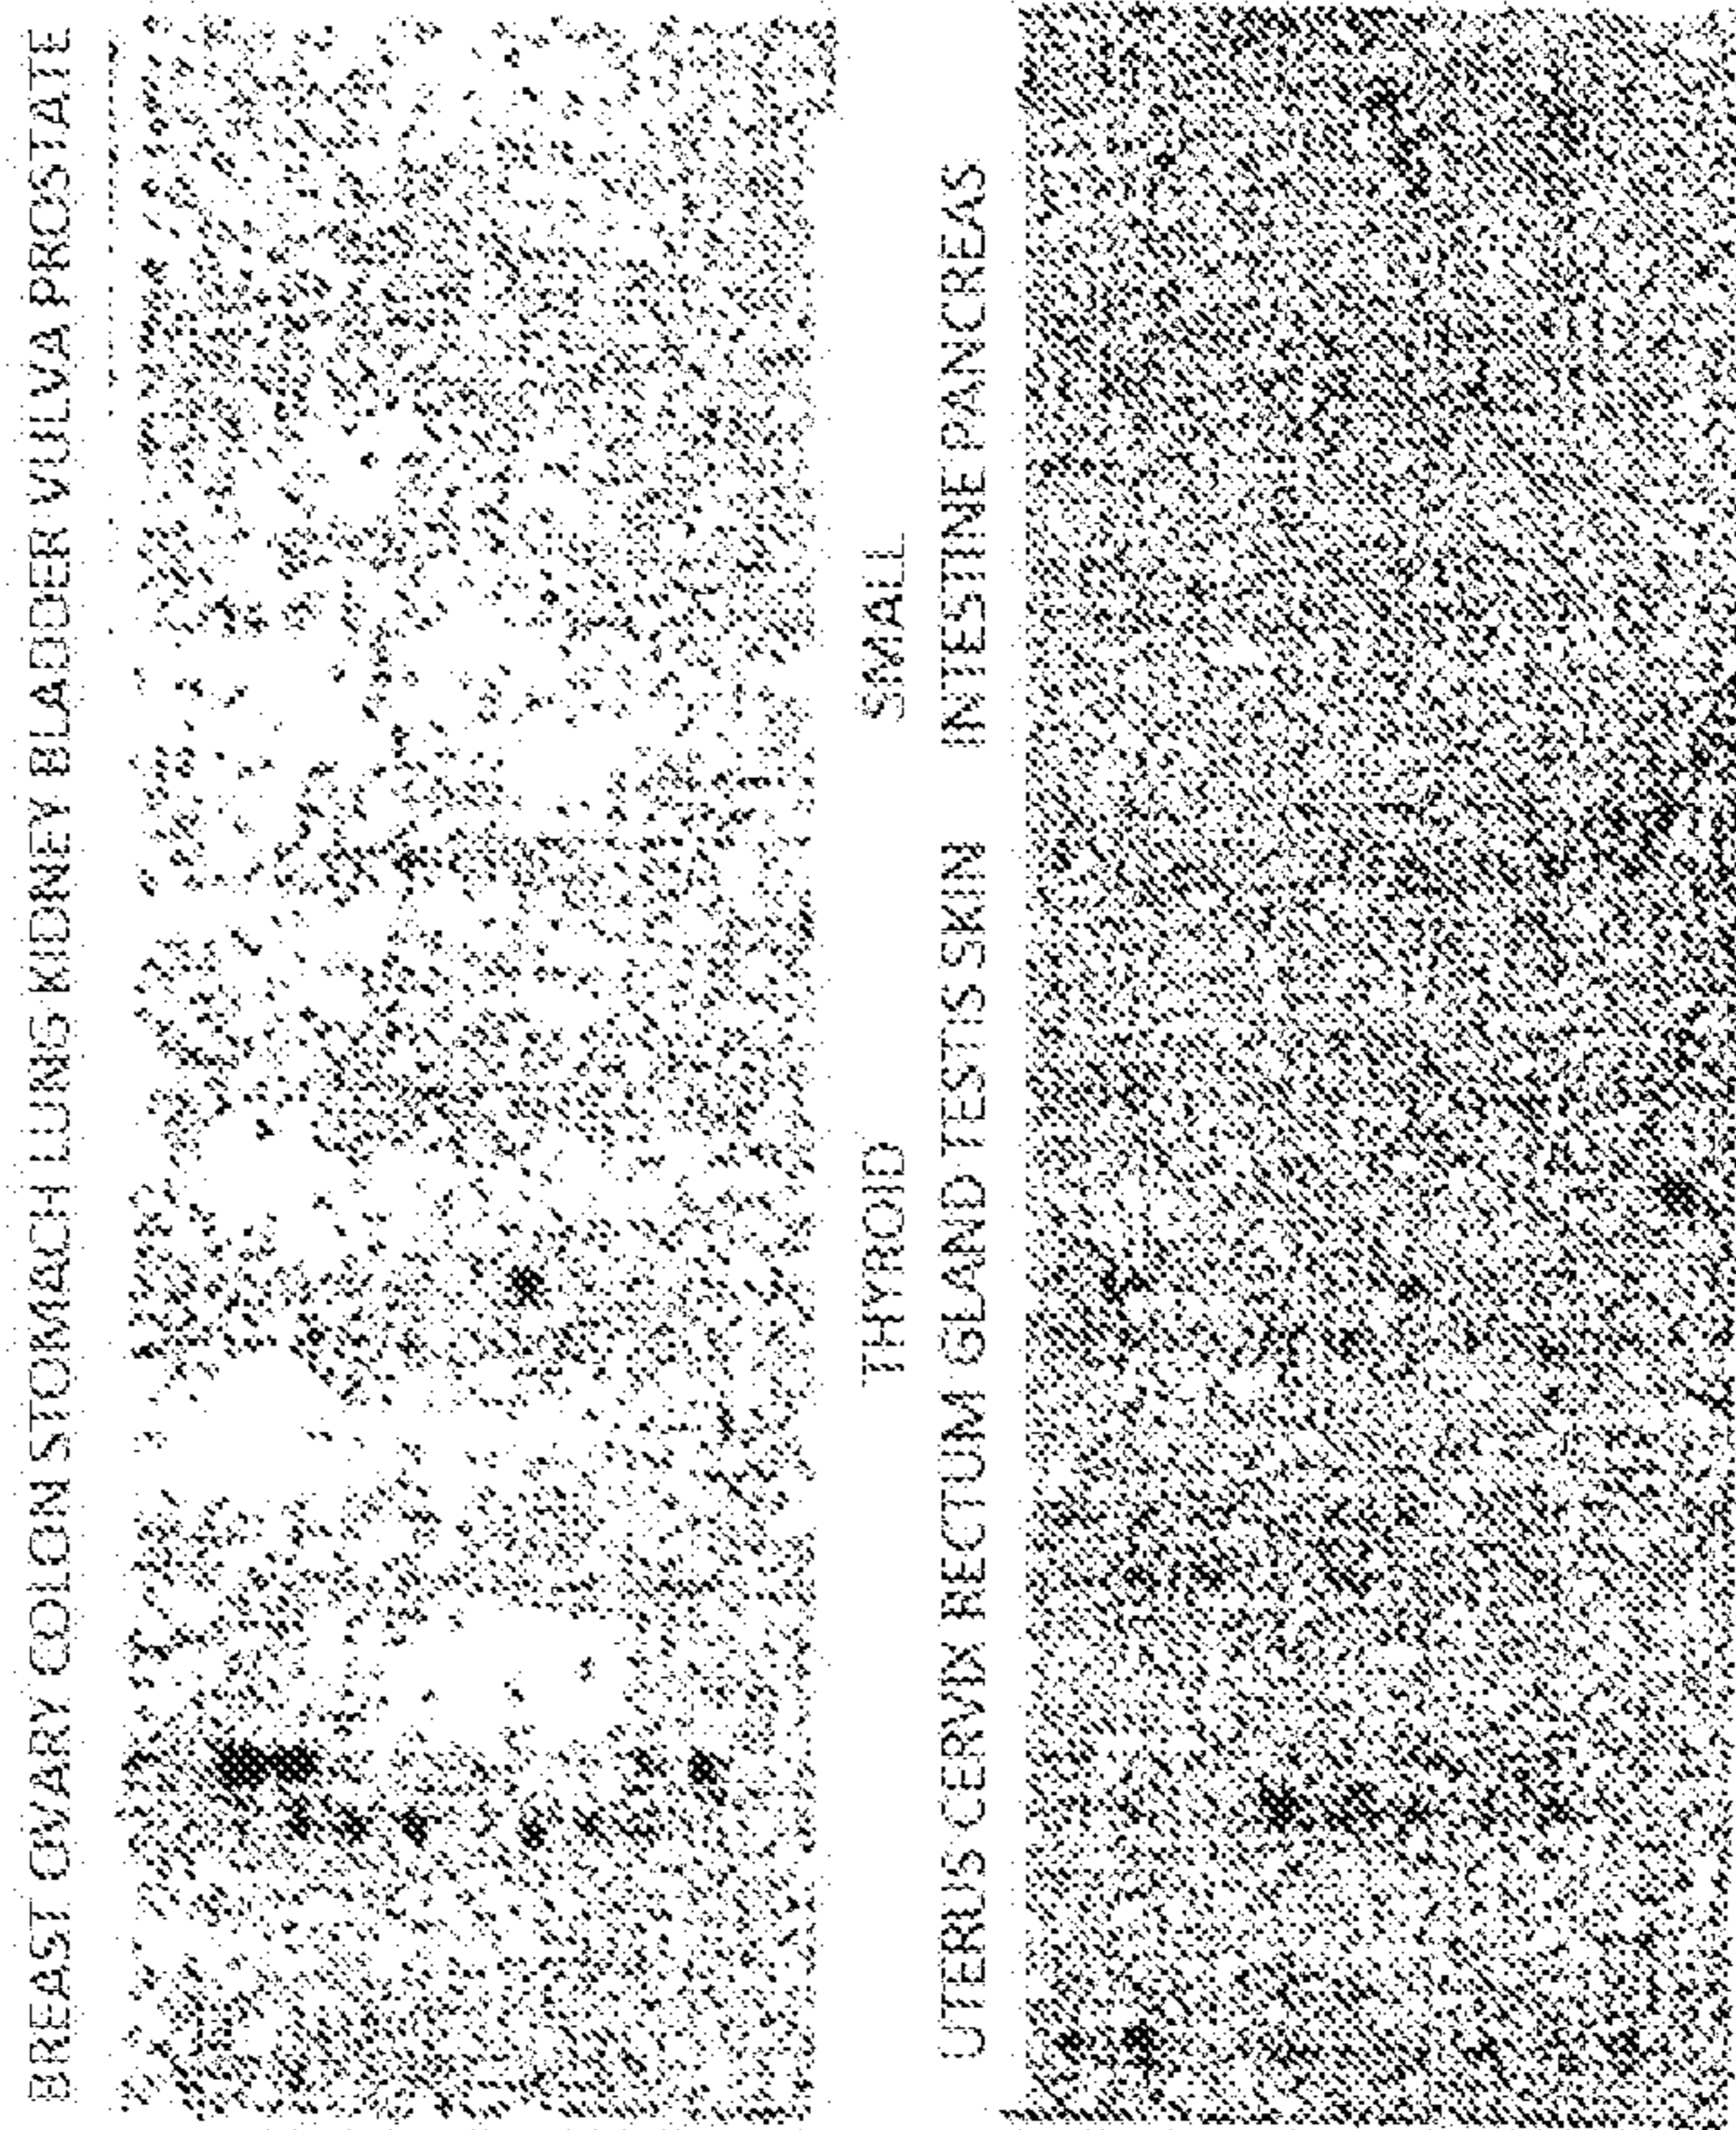 BREAST OVARY COLON STOMACH LUNG KIDNEY BLADDER VULVA PROSTATE
THYROID SMALL
UTERUS CERVIX RECTUM GLAND TESTIS SKIN INTESTINE PANCREAS